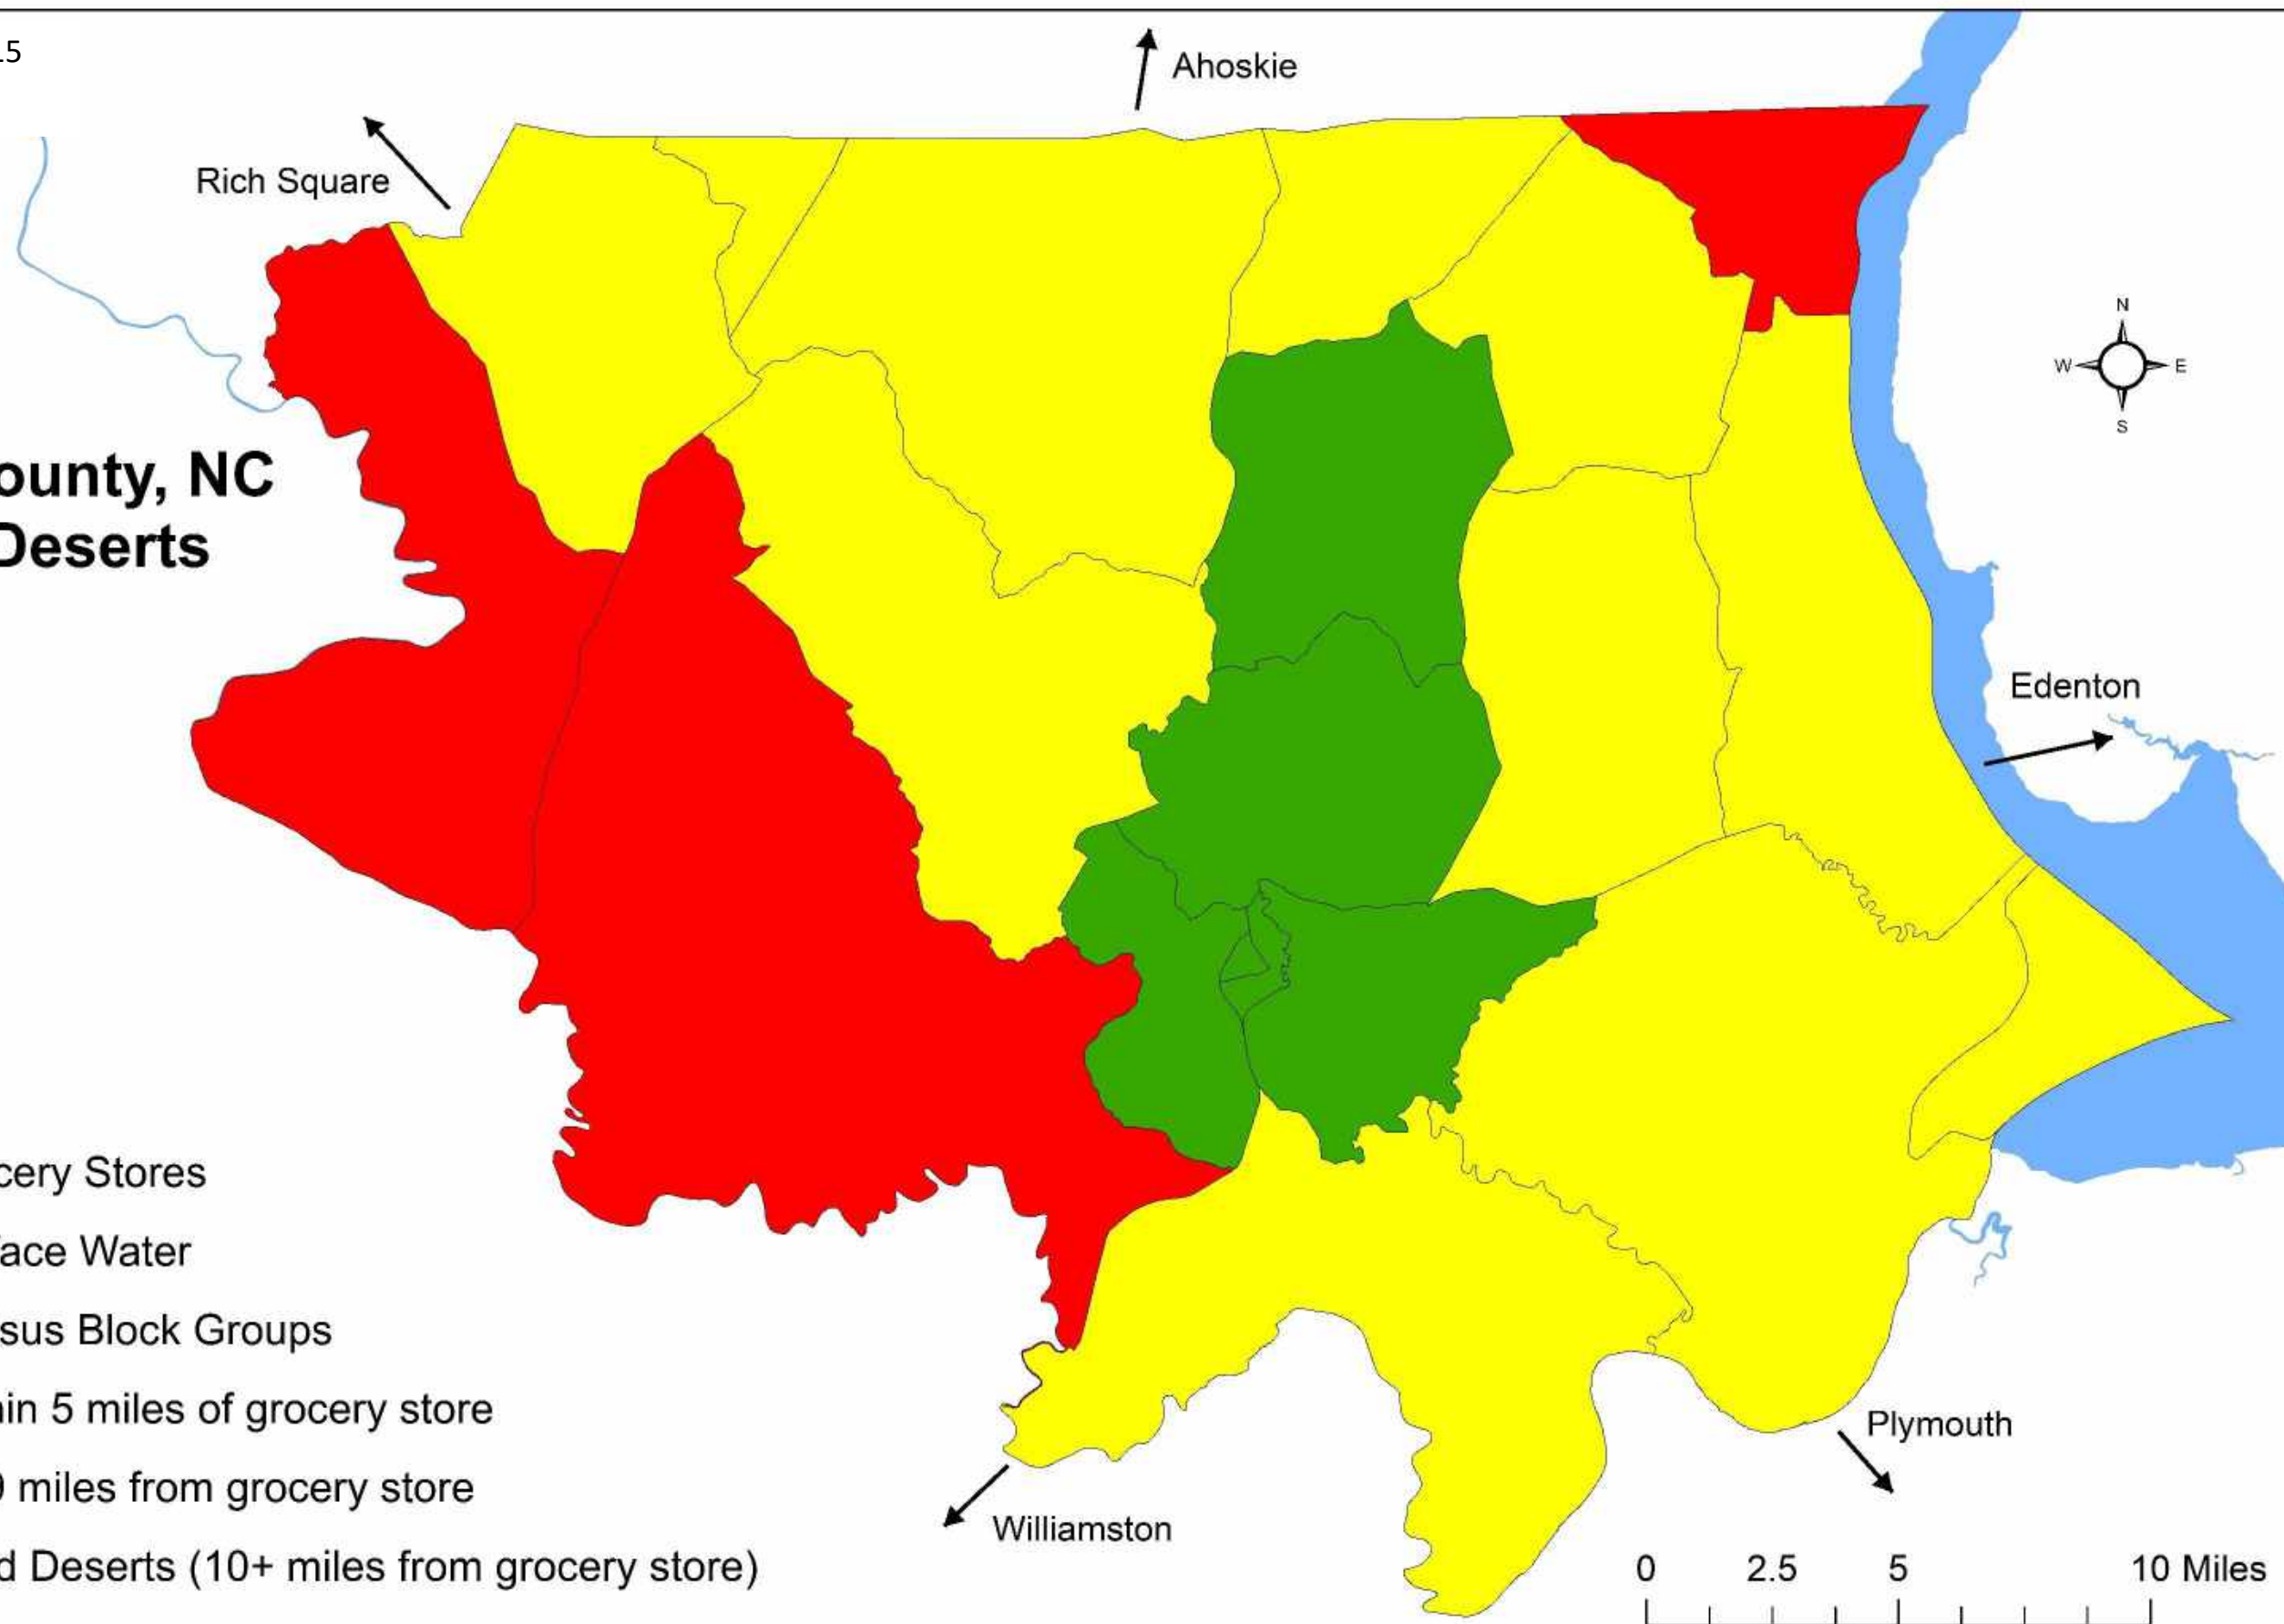 .5
Ahoskie
Rich Square
N
W E
S
ounty, NC
Deserts
Edenton
cery Stores
face Water
sus Block Groups
in 5 miles of grocery store
miles from grocery store
Plymouth
Williamston
d Deserts (10+ miles from grocery store)
0 2.5 5 10 Miles